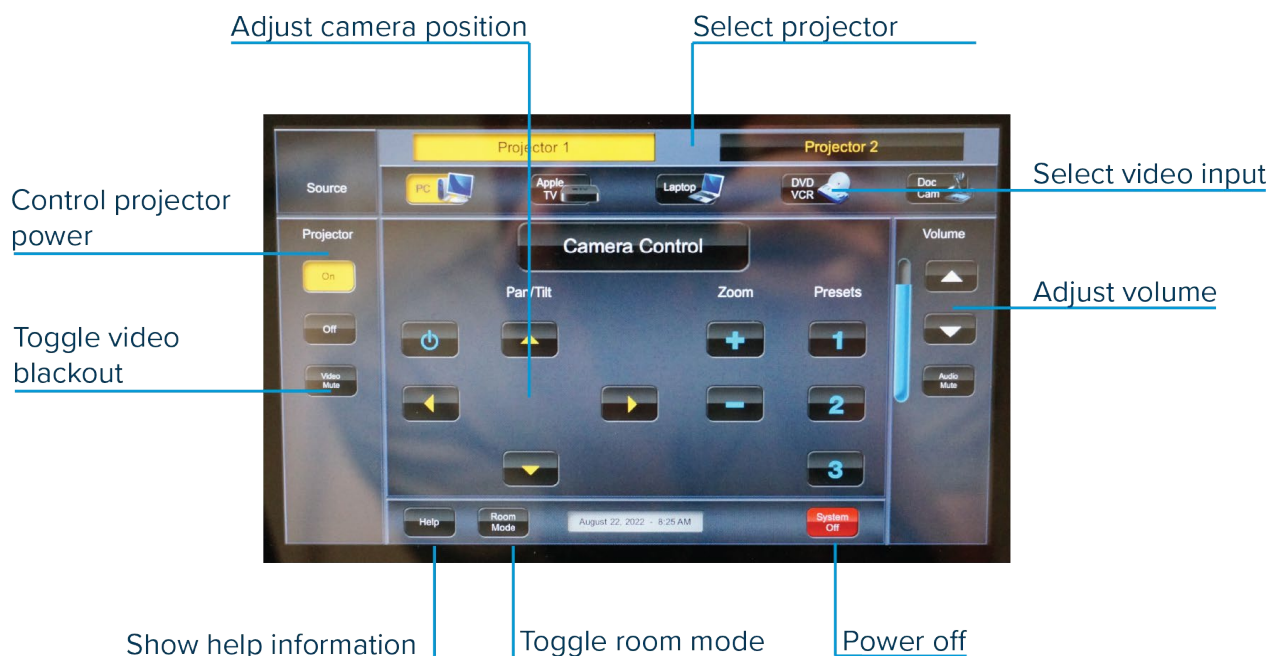 Adjust camera position
Select projector
Projector 1
Projector 2
Source
PC
Apple
TV
Laptop
DVD
VCR
Doc
Cam
Select video input
Control projector
power
Projector
On
Camera Control
Volume
Pan/Tilt
Zoom
Presets
Adjust volume
Off
1
Toggle video
blackout
Video
Mute
Audio
Mute
2
3
Help
Room
Mode
August 22, 2022 - 8:25 AM
System
Off
Show help information
Toggle room mode
Power off